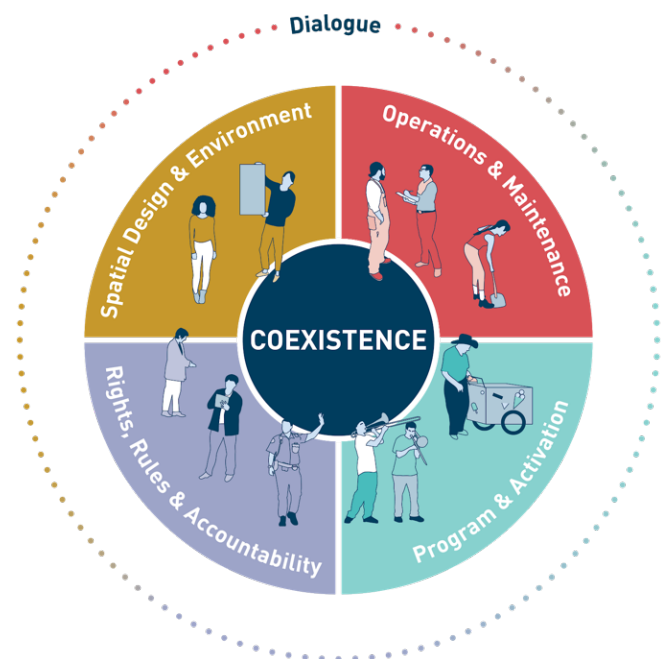 Dialogue
Spatial Design & Environment
Operations & Maintenance
COEXISTENCE
Rights, Rules & Accountability
Program & Activation